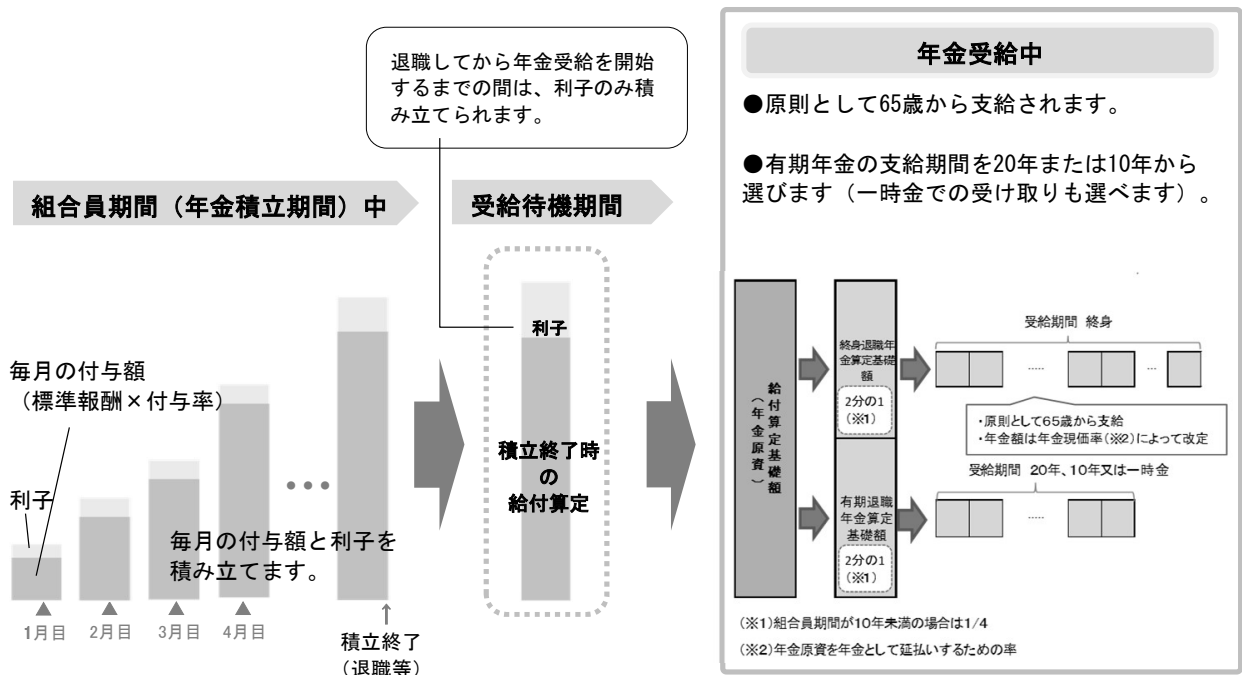 退職してから年金受給を開始
するまでの間は、利子のみ積
み立てられます。
組合員期間（年金積立期間）中
受給待機期間
毎月の付与額
（標準報酬×付与率）
利子
•••
毎月の付与額と利子を
積み立てます。
1月目
2月目
3月目
4月目
↑
積立終了
（退職等）
利子
積立終了時
の
給付算定
年金受給中
●原則として65歳から支給されます。
●有期年金の支給期間を20年または10年から
選びます（一時金での受け取りも選べます）。
給付算定基礎額
（年金原資）
終身退職年
金算定基礎
額
2分の1
（※1）
有期退職
年金算定
基礎額
2分の1
（※1）
受給期間 終身
.....
...
・原則として65歳から支給
・年金額は年金現価率(※2)によって改定
受給期間 20年、10年又は一時金
.....
(※1)組合員期間が10年未満の場合は1/4
(※2)年金原資を年金として延払いするための率